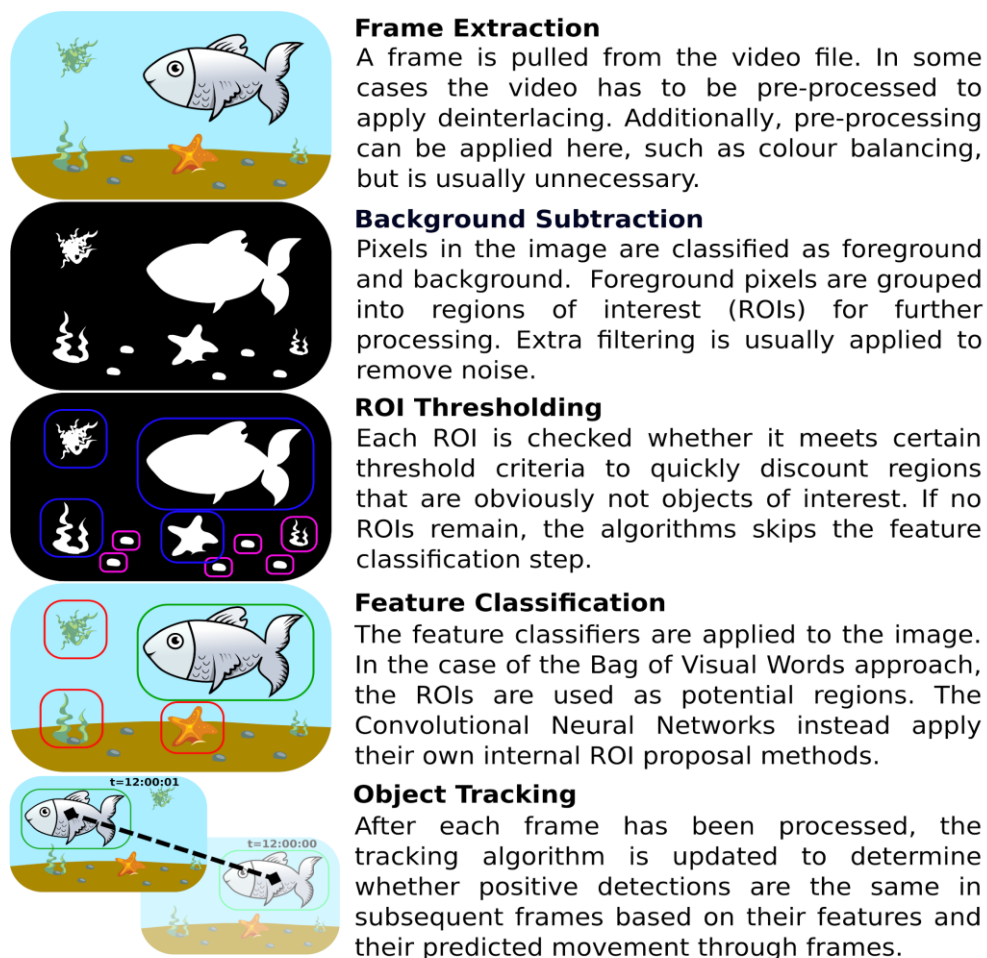 Frame Extraction
A frame is pulled from the video file. In some
cases the video has to be pre-processed to
apply deinterlacing. Additionally, pre-processing
can be applied here, such as colour balancing,
but is usually unnecessary.
Background Subtraction
Pixels in the image are classified as foreground
and background. Foreground pixels are grouped
into regions of interest (ROIs) for further
processing. Extra filtering is usually applied to
remove noise.
ROI Thresholding
Each ROI is checked whether it meets certain
threshold criteria to quickly discount regions
that are obviously not objects of interest. If no
ROIs remain, the algorithms skips the feature
classification step.
Feature Classification
The feature classifiers are applied to the image.
In the case of the Bag of Visual Words approach,
the ROIs are used as potential regions. The
Convolutional Neural Networks instead apply
their own internal ROI proposal methods.
t=12:00:01
t=12:00:00
Object Tracking
After each frame has been processed, the
tracking algorithm is updated to determine
whether positive detections are the same in
subsequent frames based on their features and
their predicted movement through frames.